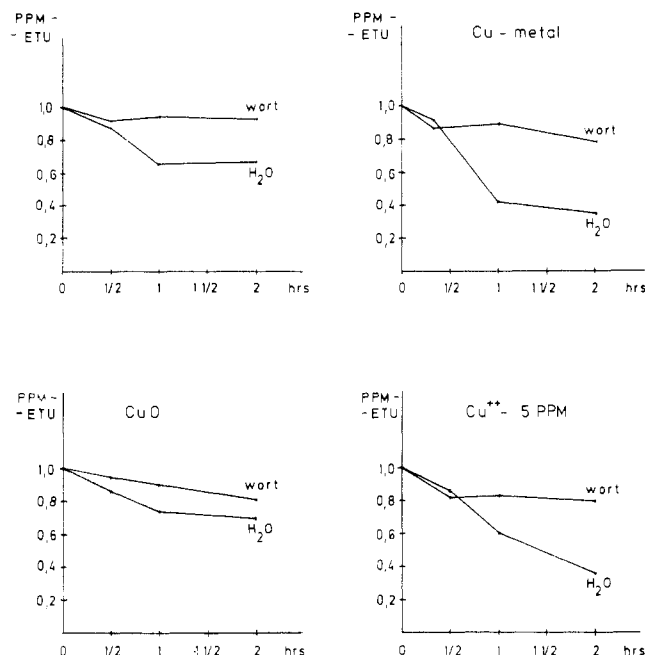 PPM -
- ETU
1,0
0,8
0,6
0,4
0,2
wort
H2O
0 1/2 1 1 1/2 2 hrs
PPM -
- ETU
Cu - metal
1,0
0,8
0,6
0,4
0,2
wort
H2O
0 1/2 1 1 1/2 2 hrs
PPM -
- ETU
CuO
1,0
0,8
0,6
0,4
0,2
wort
H2O
0 1/2 1 1 1/2 2 hrs
PPM -
- ETU
Cu++ - 5 PPM
1,0
0,8
0,6
0,4
0,2
wort
H2O
0 1/2 1 1 1/2 2 hrs